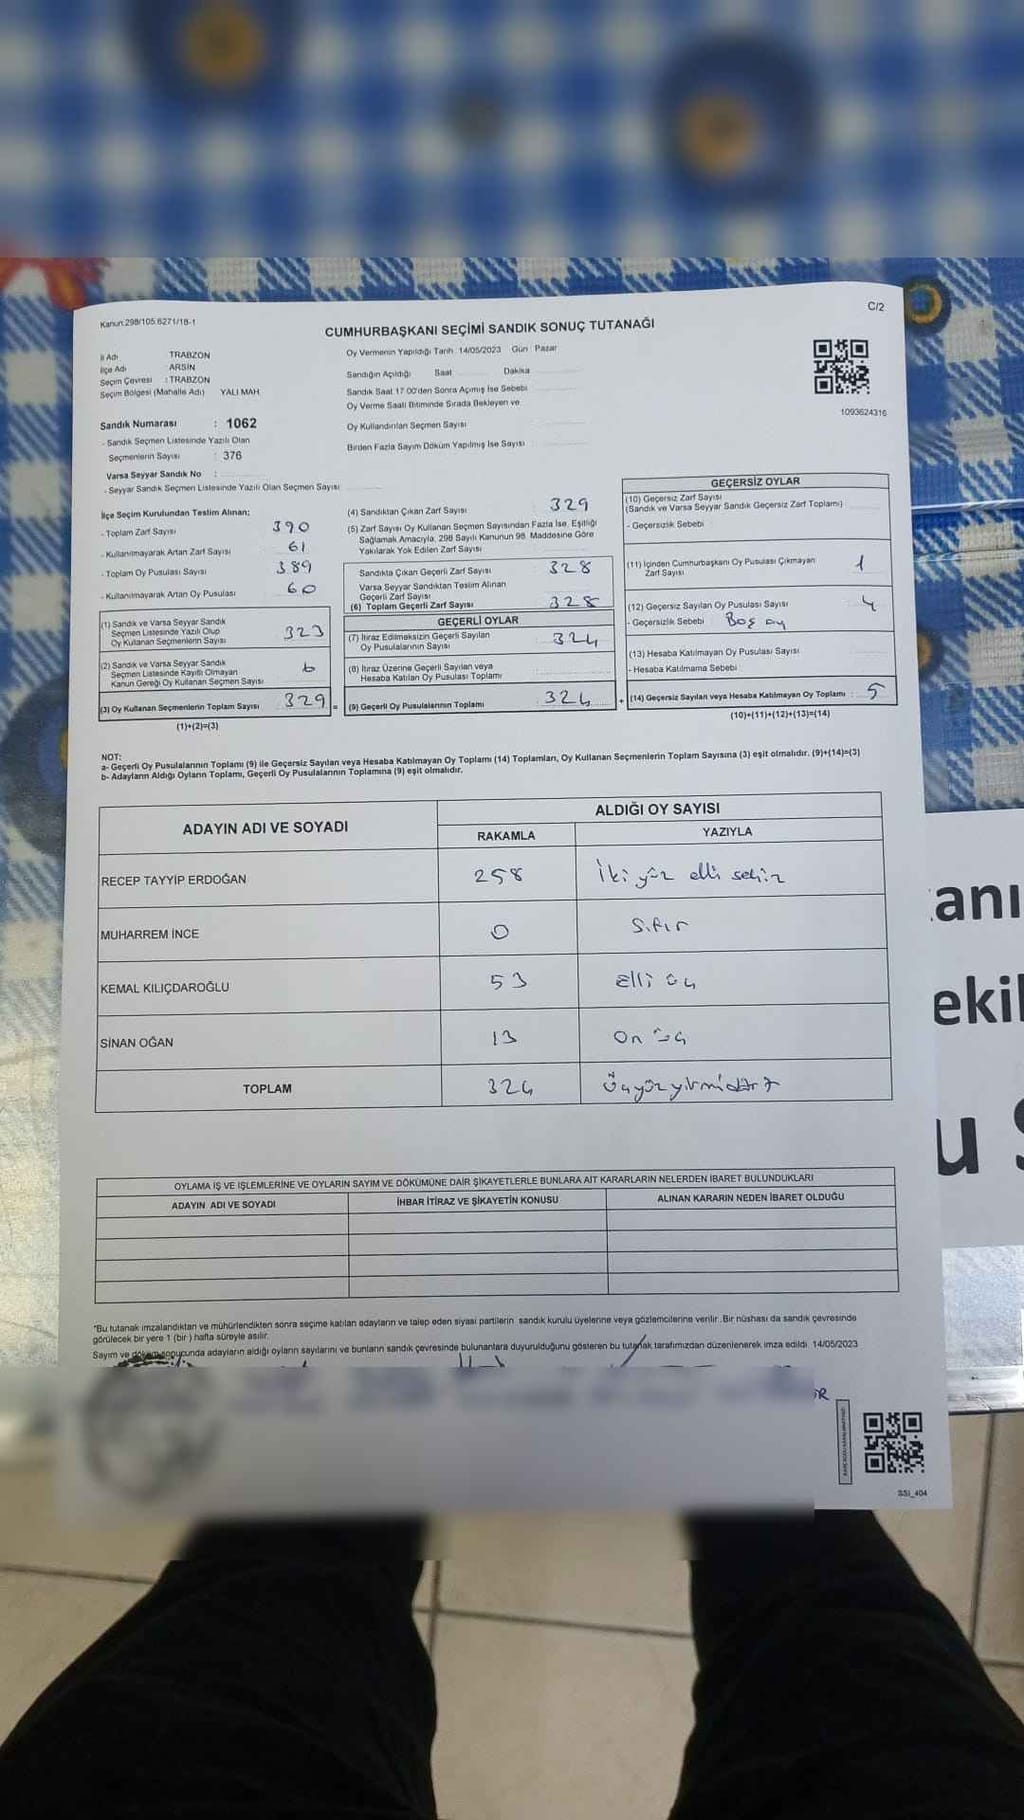 Kanun:298/105.6271/18-1
C/2
CUMHURBAŞKANI SEÇİMİ SANDIK SONUÇ TUTANAĞI
İl Adı TRABZON
İlçe Adı ARSİN
Seçim Çevresi : TRABZON
Seçim Bölgesi (Mahalle Adı) YALI MAH
Sandık Numarası : 1062
- Sandık Seçmen Listesinde Yazılı Olan
Seçmenlerin Sayısı : 376
Varsa Seyyar Sandık No :
- Seyyar Sandık Seçmen Listesinde Yazılı Olan Seçmen Sayısı
Oy Vermenin Yapıldığı Tarih :14/05/2023 Gün : Pazar
Sandığın Açıldığı Saat Dakika
Sandık Saat 17.00'den Sonra Açımış İse Sebebi
Oy Verme Saati Bitiminde Sırada Bekleyen ve
Oy Kullandırılan Seçmen Sayısı
Birden Fazla Sayım Döküm Yapılmış İse Sayısı
1093624316
İlçe Seçim Kurulundan Teslim Alınan;
- Toplam Zarf Sayısı 390
- Kullanılmayarak Artan Zarf Sayısı 61
- Toplam Oy Pusulası Sayısı 389
- Kullanılmayarak Artan Oy Pusulası 60
(1) Sandık ve Varsa Seyyar Sandık
Seçmen Listesinde Yazılı Olup
Oy Kullanan Seçmenlerin Sayısı 323
(2) Sandık ve Varsa Seyyar Sandık
Seçmen Listesinde Kayıtlı Olmayan
Kanun Gereği Oy Kullanan Seçmen Sayısı 6
(3) Oy Kullanan Seçmenlerin Toplam Sayısı 329 =
(1)+(2)=(3)
(4) Sandıktan Çıkan Zarf Sayısı 329
(5) Zarf Sayısı Oy Kullanan Seçmen Sayısından Fazla İse, Eşitliği
Sağlamak Amacıyla, 298 Sayılı Kanunun 98. Maddesine Göre
Yakılarak Yok Edilen Zarf Sayısı
Sandıkta Çıkan Geçerli Zarf Sayısı 328
Varsa Seyyar Sandıktan Teslim Alınan
Geçerli Zarf Sayısı
(6) Toplam Geçerli Zarf Sayısı 328
GEÇERLİ OYLAR
(7) İtiraz Edilmeksizin Geçerli Sayılan
Oy Pusulalarının Sayısı 324
(8) İtiraz Üzerine Geçerli Sayılan veya
Hesaba Katılan Oy Pusulası Toplamı
(9) Geçerli Oy Pusulalarının Toplamı 324 +
GEÇERSİZ OYLAR
(10) Geçersiz Zarf Sayısı
(Sandık ve Varsa Seyyar Sandık Geçersiz Zarf Toplamı)
- Geçersizlik Sebebi
(11) İçinden Cumhurbaşkanı Oy Pusulası Çıkmayan
Zarf Sayısı 1
(12) Geçersiz Sayılan Oy Pusulası Sayısı 4
- Geçersizlik Sebebi Boş oy
(13) Hesaba Katılmayan Oy Pusulası Sayısı
- Hesaba Katılmama Sebebi
(14) Geçersiz Sayılan veya Hesaba Katılmayan Oy Toplamı : 5
(10)+(11)+(12)+(13)=(14)
NOT:
a- Geçerli Oy Pusulalarının Toplamı (9) ile Geçersiz Sayılan veya Hesaba Katılmayan Oy Toplamı (14) Toplamları, Oy Kullanan Seçmenlerin Toplam Sayısına (3) eşit olmalıdır. (9)+(14)=(3)
b- Adayların Aldığı Oyların Toplamı, Geçerli Oy Pusulalarının Toplamına (9) eşit olmalıdır.
ADAYIN ADI VE SOYADI
ALDIĞI OY SAYISI
RAKAMLA YAZIYLA
RECEP TAYYİP ERDOĞAN 258 İki yüz elli sekiz
MUHARREM İNCE 0 Sıfır
KEMAL KILIÇDAROĞLU 53 Elli üç
SİNAN OĞAN 13 On üç
TOPLAM 324 Üçyüzyirmidört
OYLAMA İŞ VE İŞLEMLERİNE VE OYLARIN SAYIM VE DÖKÜMÜNE DAİR ŞİKAYETLERLE BUNLARA AİT KARARLARIN NELERDEN İBARET BULUNDUKLARI
ADAYIN ADI VE SOYADI İHBAR İTİRAZ VE ŞİKAYETİN KONUSU ALINAN KARARIN NEDEN İBARET OLDUĞU
*Bu tutanak imzalandıktan ve mühürlendikten sonra seçime katılan adayların ve talep eden siyasi partilerin sandık kurulu üyelerine veya gözlemcilerine verilir. Bir nüshası da sandık çevresinde
görülecek bir yere 1 (bir ) hafta süreyle asılır.
Sayım ve döküm sonucunda adayların aldığı oyların sayılarını ve bunların sandık çevresinde bulunanlara duyurulduğunu gösteren bu tutanak tarafımızdan düzenlenerek imza edildi. 14/05/2023
SSI_404
anı
ekil
u S